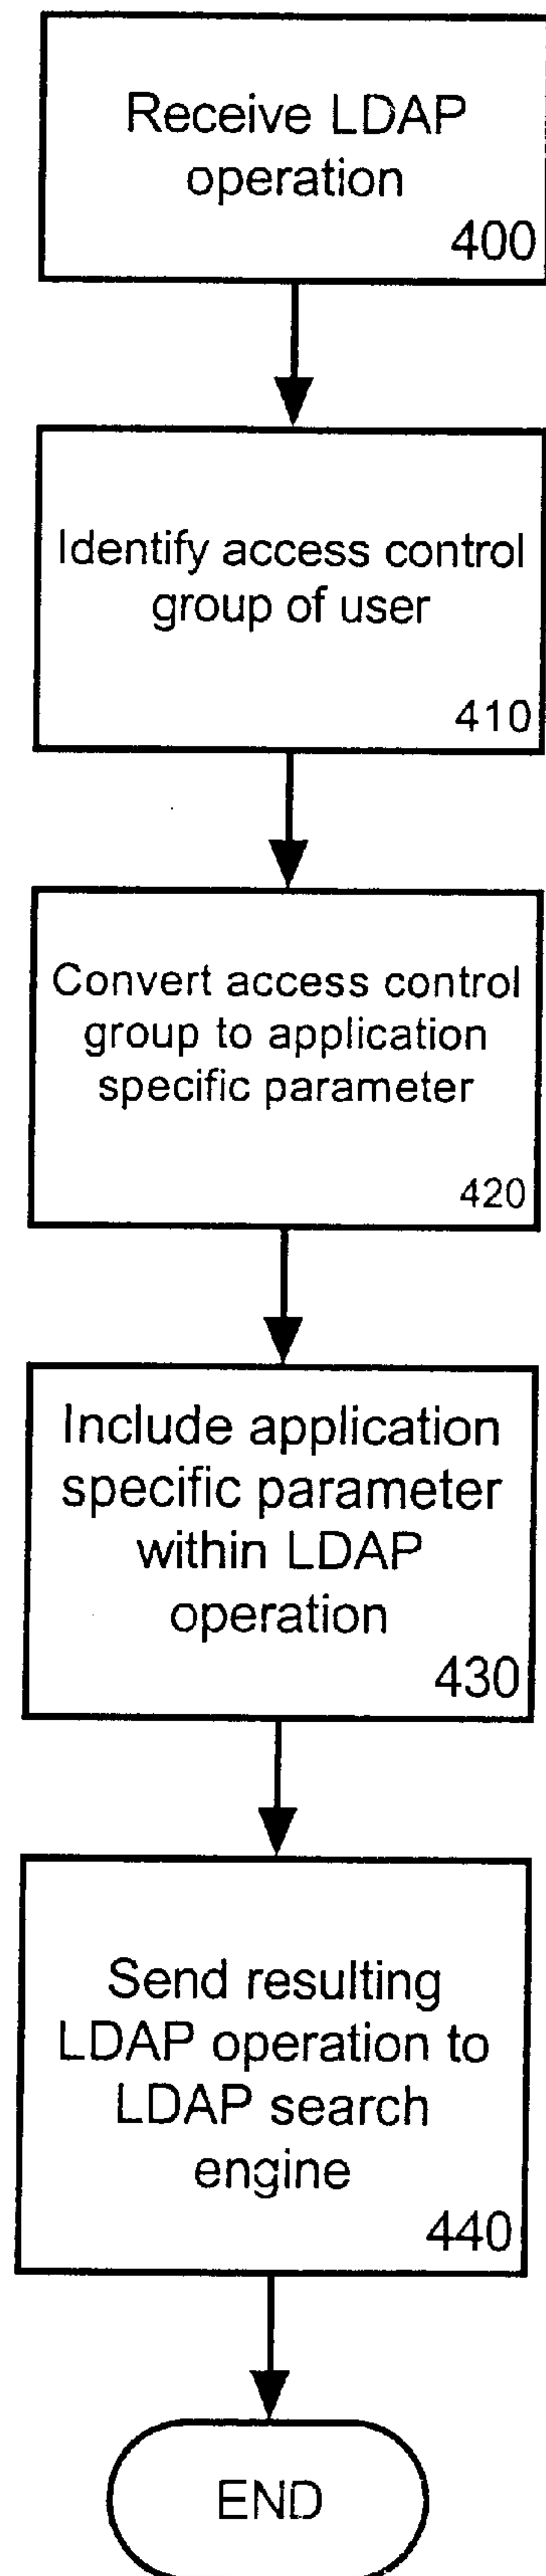 Receive LDAP
operation
400
Identify access control
group of user
410
Convert access control
group to application
specific parameter
420
Include application
specific parameter
within LDAP
operation
430
Send resulting
LDAP operation to
LDAP search
engine
440
END